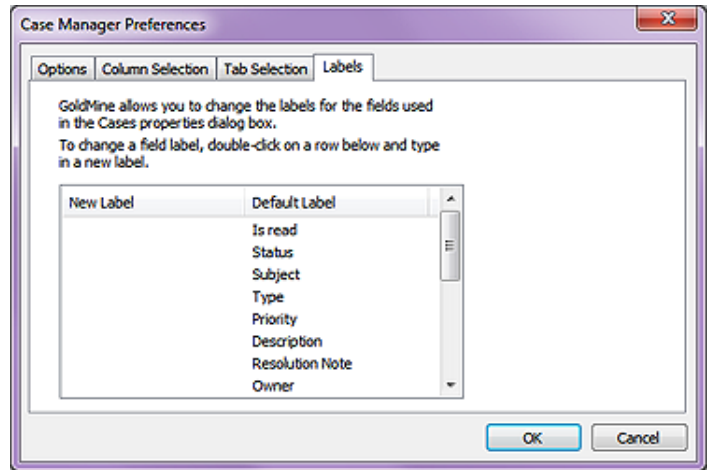 Case Manager Preferences
Options Column Selection Tab Selection Labels
GoldMine allows you to change the labels for the fields used
in the Cases properties dialog box.
To change a field label, double-click on a row below and type
in a new label.
New Label Default Label
Is read
Status
Subject
Type
Priority
Description
Resolution Note
Owner
OK Cancel